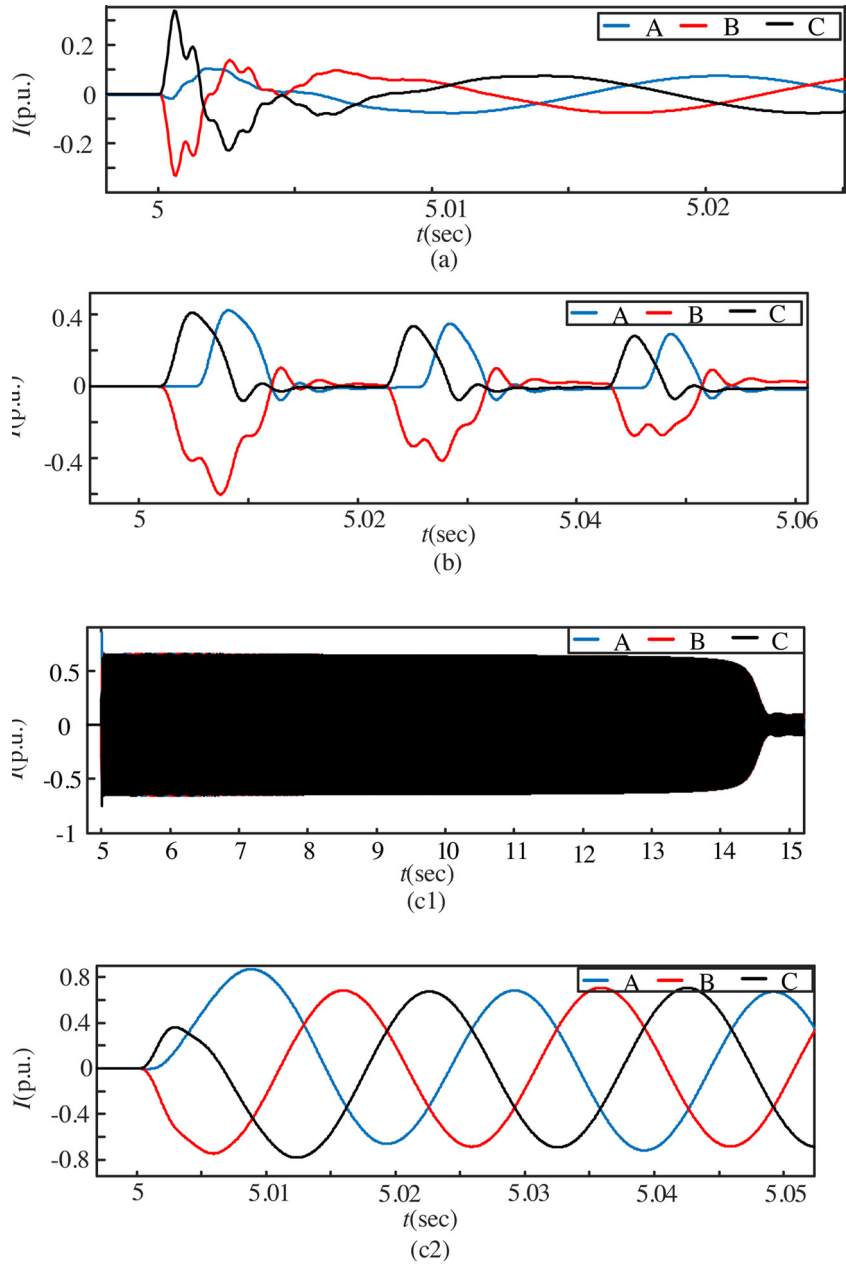 A B C
0.2
0
-0.2
I(p.u.)
5 5.01 5.02
t(sec)
(a)
A B C
0.4
0
-0.4
I(p.u.)
5 5.02 5.04 5.06
t(sec)
(b)
A B C
0.5
0
-0.5
-1
I(p.u.)
5 6 7 8 9 10 11 12 13 14 15
t(sec)
(c1)
A B C
0.8
0.4
0
-0.4
-0.8
I(p.u.)
5 5.01 5.02 5.03 5.04 5.05
t(sec)
(c2)